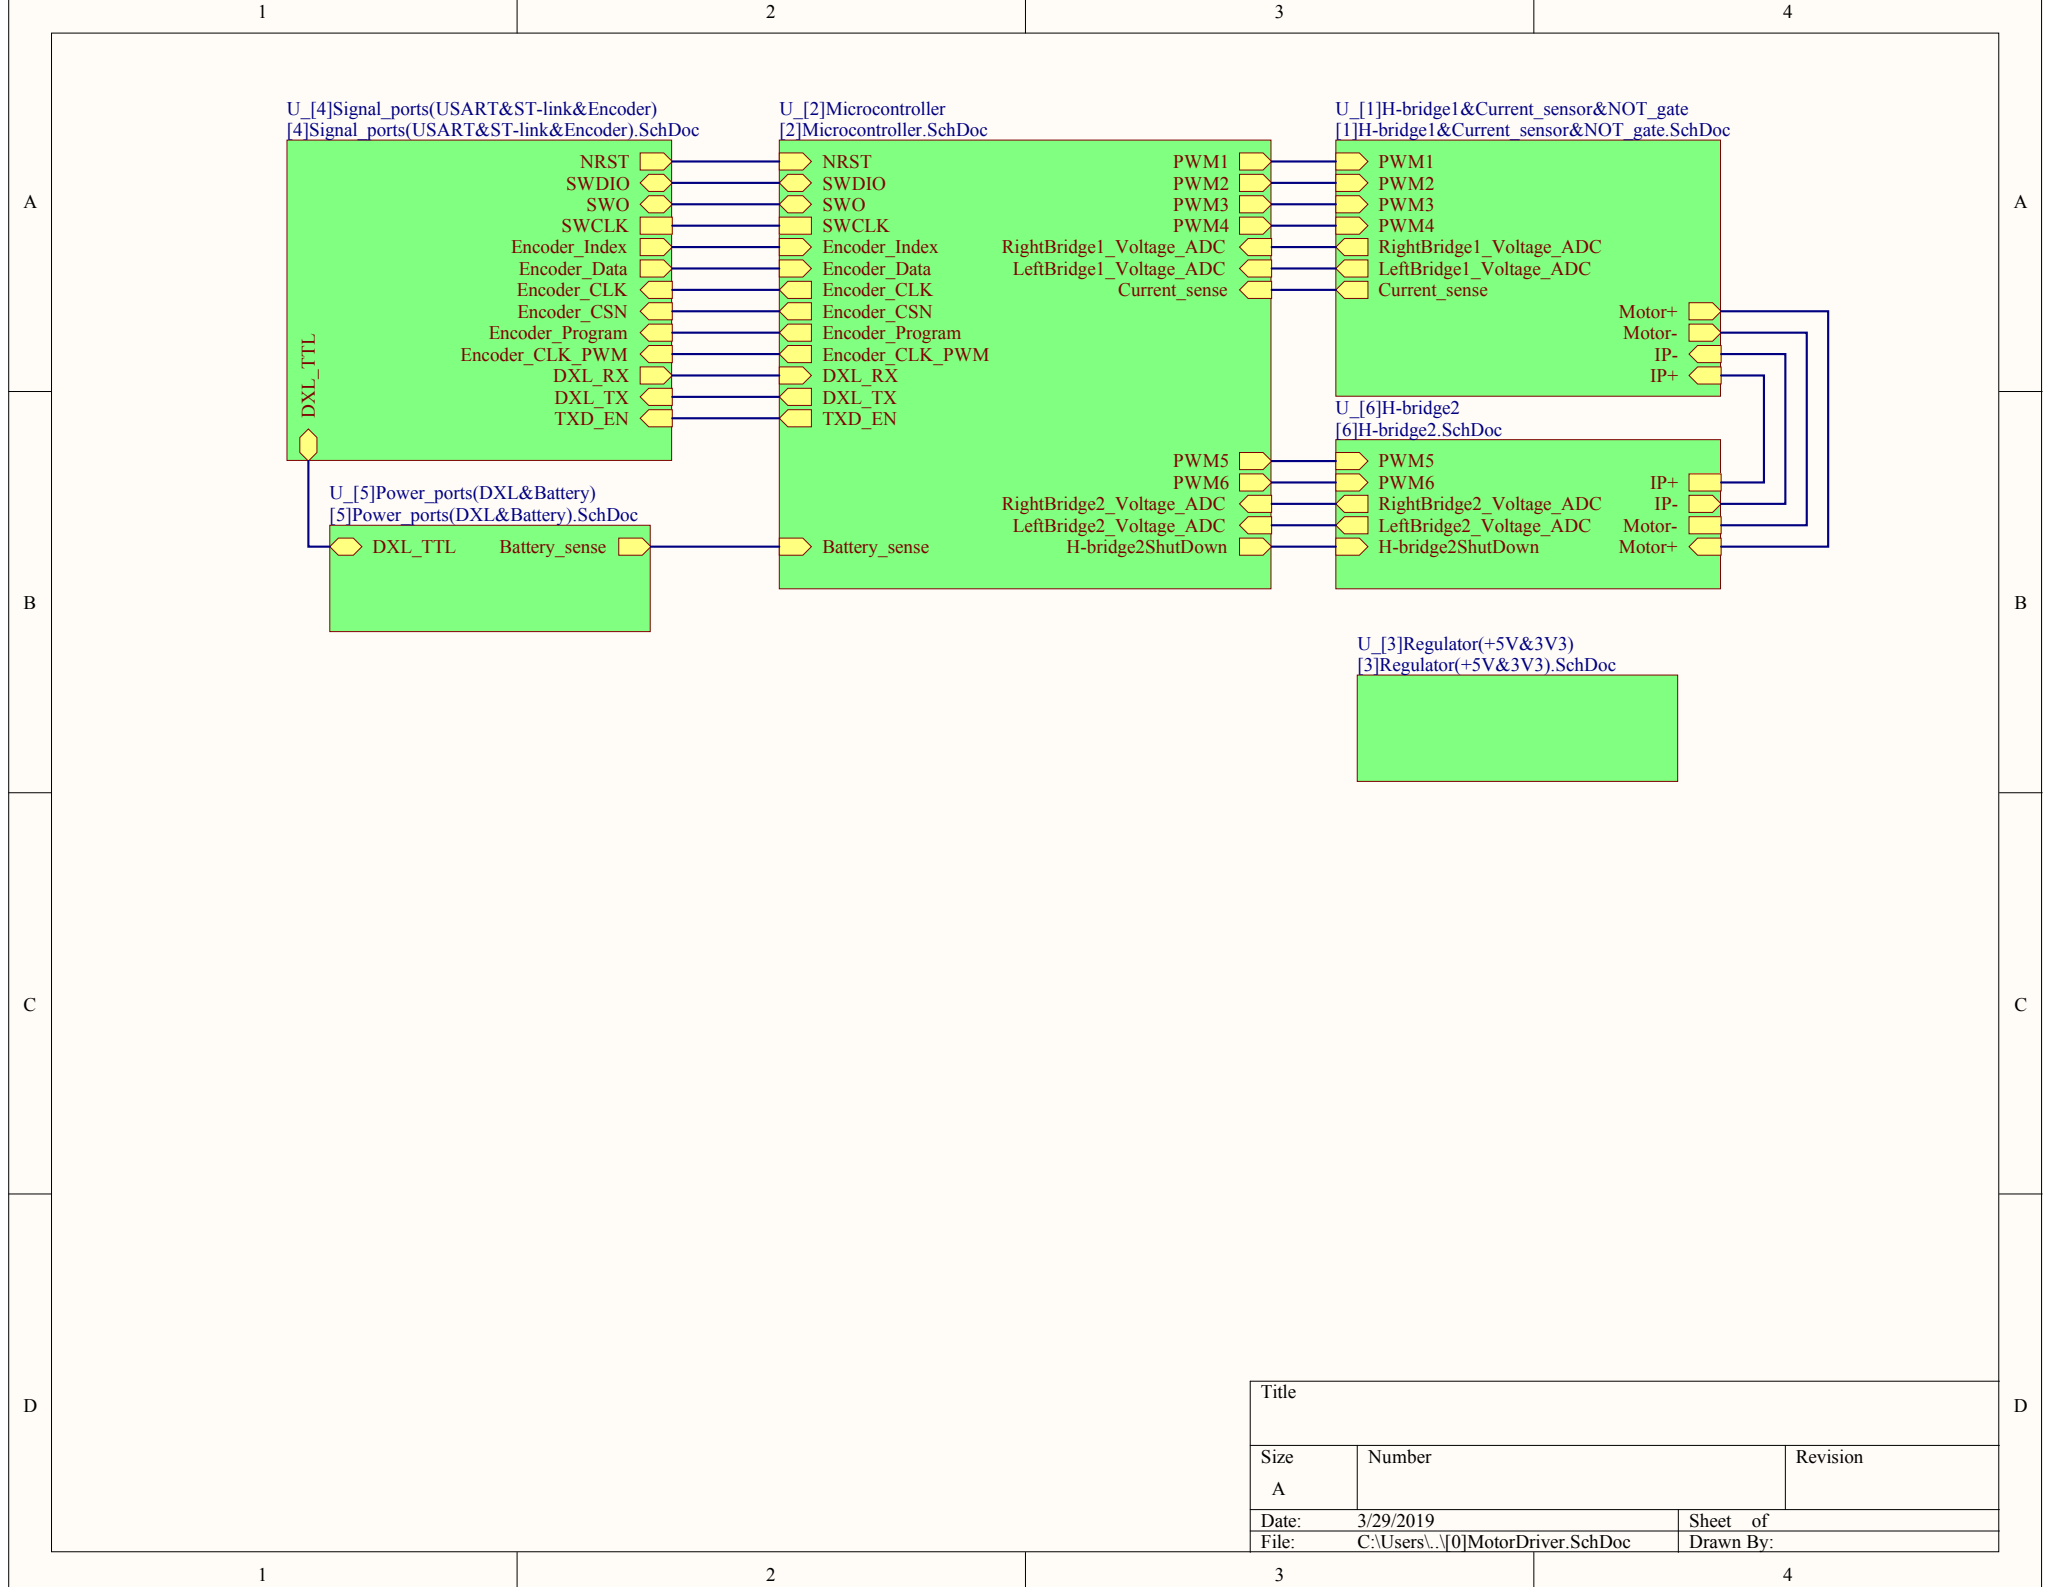 1 2 3 4
A A
B B
C C
D D
U_[4]Signal_ports(USART&ST-link&Encoder)
[4]Signal_ports(USART&ST-link&Encoder).SchDoc
NRST
SWDIO
SWO
SWCLK
Encoder_Index
Encoder_Data
Encoder_CLK
Encoder_CSN
Encoder_Program
Encoder_CLK_PWM
DXL_RX
DXL_TX
TXD_EN
DXL_TTL
U_[5]Power_ports(DXL&Battery)
[5]Power_ports(DXL&Battery).SchDoc
DXL_TTL Battery_sense
U_[2]Microcontroller
[2]Microcontroller.SchDoc
NRST PWM1
SWDIO PWM2
SWO PWM3
SWCLK PWM4
Encoder_Index RightBridge1_Voltage_ADC
Encoder_Data LeftBridge1_Voltage_ADC
Encoder_CLK Current_sense
Encoder_CSN
Encoder_Program
Encoder_CLK_PWM
DXL_RX
DXL_TX
TXD_EN
PWM5
PWM6
RightBridge2_Voltage_ADC
LeftBridge2_Voltage_ADC
Battery_sense H-bridge2ShutDown
U_[1]H-bridge1&Current_sensor&NOT_gate
[1]H-bridge1&Current_sensor&NOT_gate.SchDoc
PWM1
PWM2
PWM3
PWM4
RightBridge1_Voltage_ADC
LeftBridge1_Voltage_ADC
Current_sense
Motor+
Motor-
IP-
IP+
U_[6]H-bridge2
[6]H-bridge2.SchDoc
PWM5
PWM6 IP+
RightBridge2_Voltage_ADC IP-
LeftBridge2_Voltage_ADC Motor-
H-bridge2ShutDown Motor+
U_[3]Regulator(+5V&3V3)
[3]Regulator(+5V&3V3).SchDoc
Title
Size Number Revision
A
Date: 3/29/2019 Sheet of
File: C:\Users\..\[0]MotorDriver.SchDoc Drawn By:
1 2 3 4